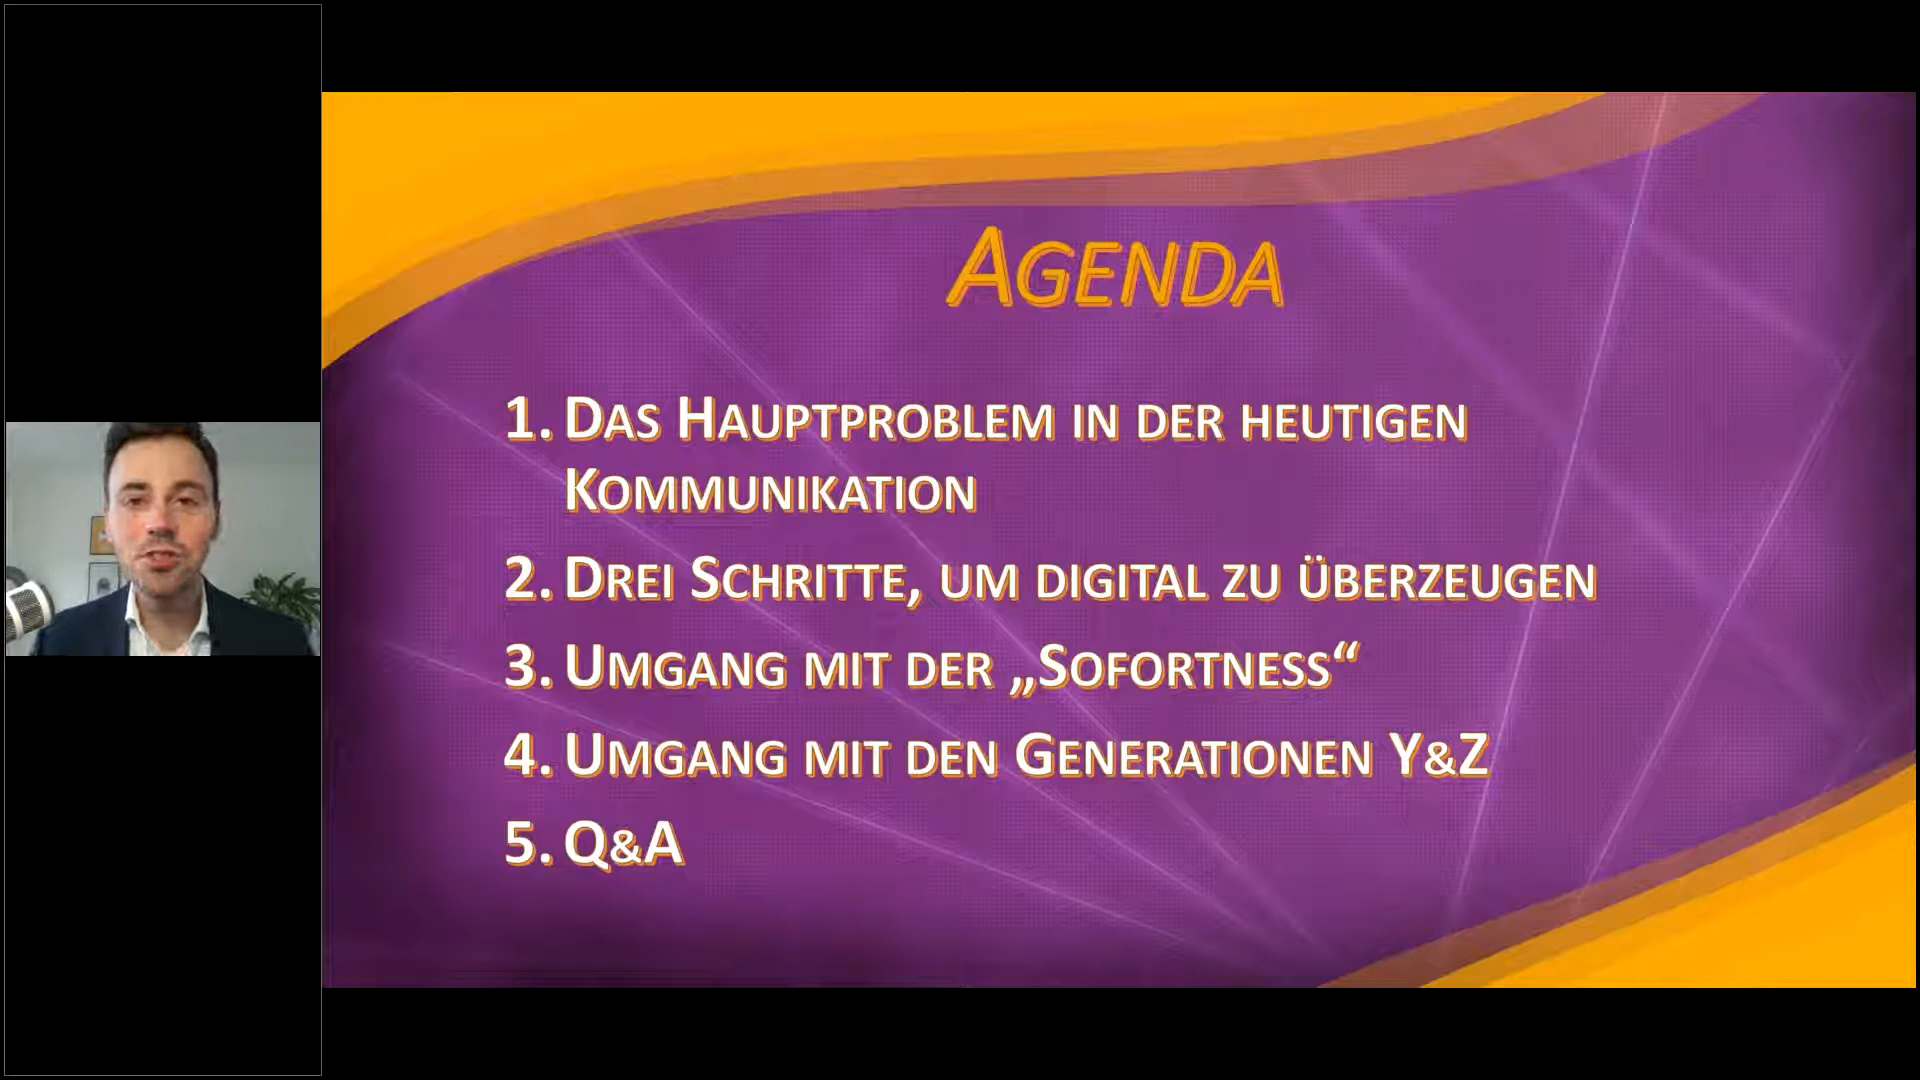 Agenda
1. Das Hauptproblem in der heutigen
Kommunikation
2. Drei Schritte, um digital zu überzeugen
3. Umgang mit der „Sofortness“
4. Umgang mit den Generationen Y&Z
5. Q&A